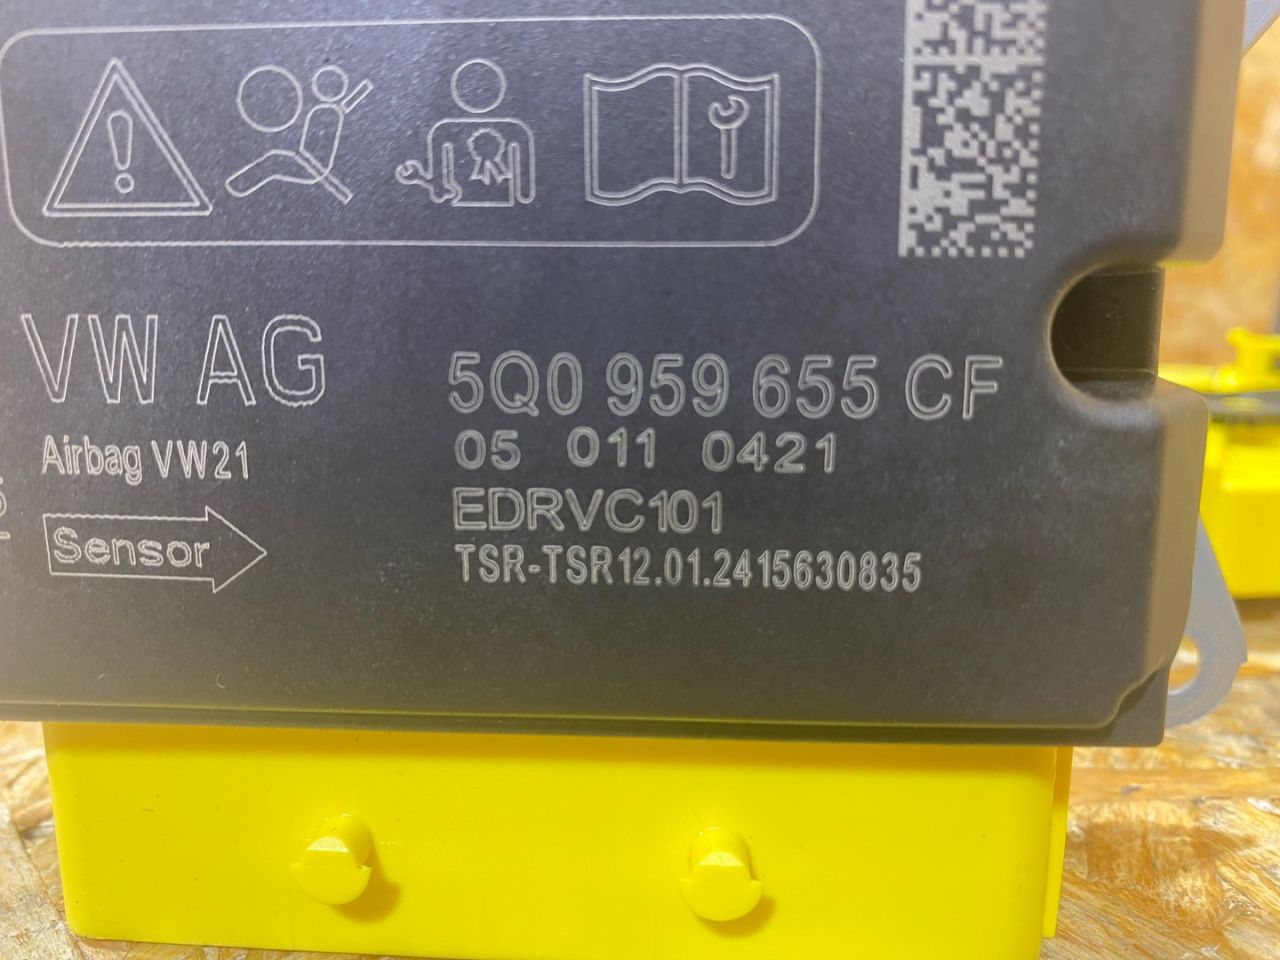 VW AG
5Q0 959 655 CF
Airbag VW21
05 011 0421
EDRVC101
Sensor
TSR-TSR12.01.2415630835